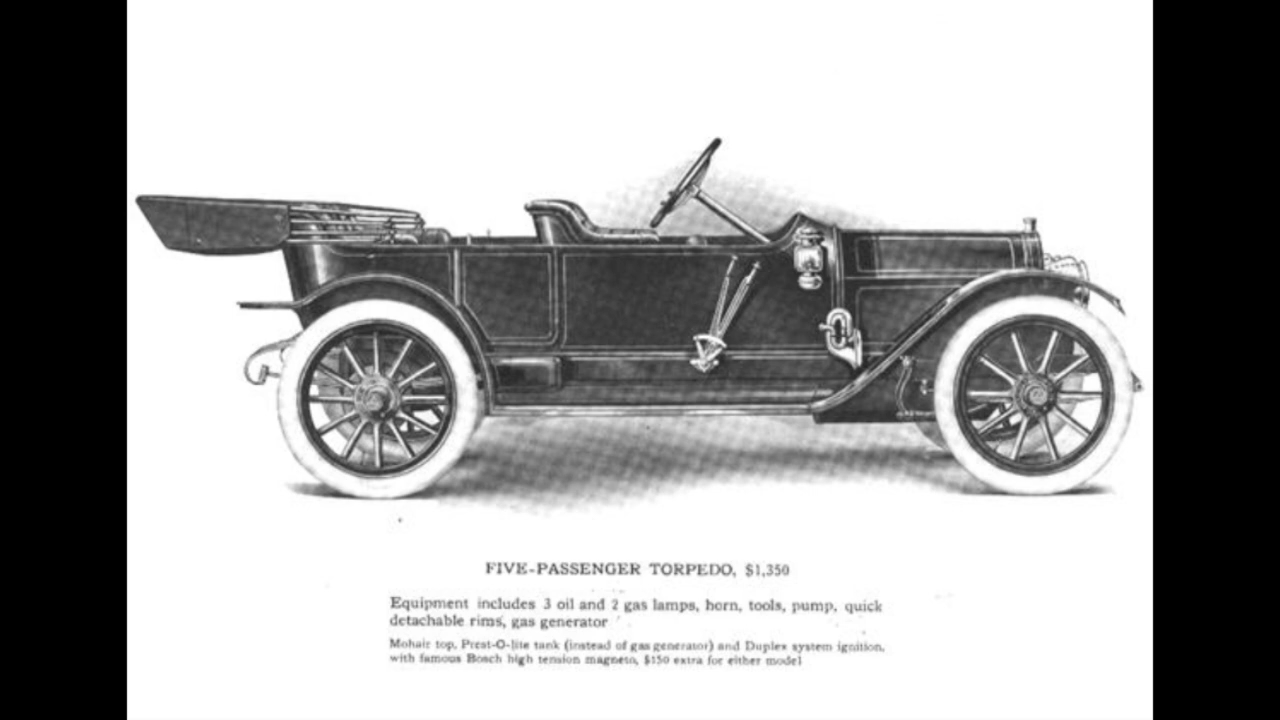 FIVE-PASSENGER TORPEDO, $1,350
Equipment includes 3 oil and 2 gas lamps, horn, tools, pump, quick
detachable rims, gas generator
Mohair top, Prest-O-lite tank (instead of gas generator) and Duplex system ignition,
with famous Bosch high tension magneto, $150 extra for either model